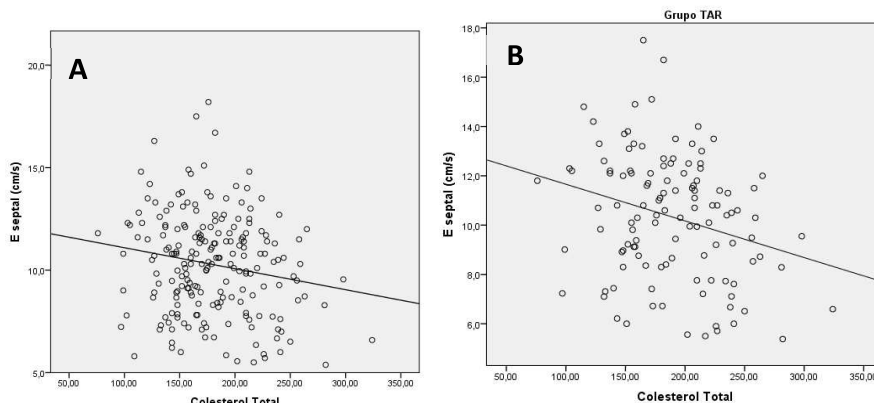 A
E septal (cm/s)
20,0
15,0
10,0
5,0
50,00 100,00 150,00 200,00 250,00 300,00 350,00
Colesterol Total
Grupo TAR
B
E septal (cm/s)
18,0
16,0
14,0
12,0
10,0
8,0
6,0
50,00 100,00 150,00 200,00 250,00 300,00 350,00
Colesterol Total